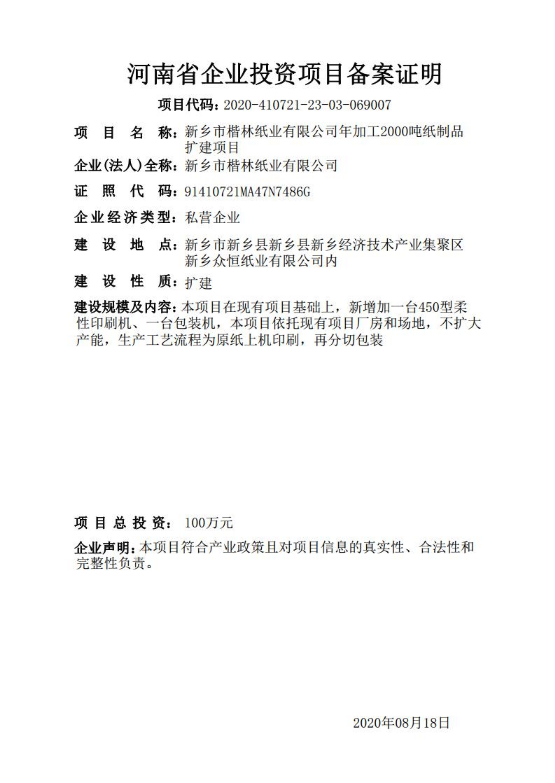 河南省企业投资项目备案证明
项目代码：2020-410721-23-03-069007
项目名称：新乡市楷林纸业有限公司年加工2000吨纸制品
扩建项目
企业(法人)全称：新乡市楷林纸业有限公司
证照代码：91410721MA47N7486G
企业经济类型：私营企业
建设地点：新乡市新乡县新乡县新乡经济技术产业集聚区
新乡众恒纸业有限公司内
建设性质：扩建
建设规模及内容：本项目在现有项目基础上，新增加一台450型柔
性印刷机、一台包装机，本项目依托现有项目厂房和场地，不扩大
产能，生产工艺流程为原纸上机印刷，再分切包装
项目总投资：100万元
企业声明：本项目符合产业政策且对项目信息的真实性、合法性和
完整性负责。
2020年08月18日